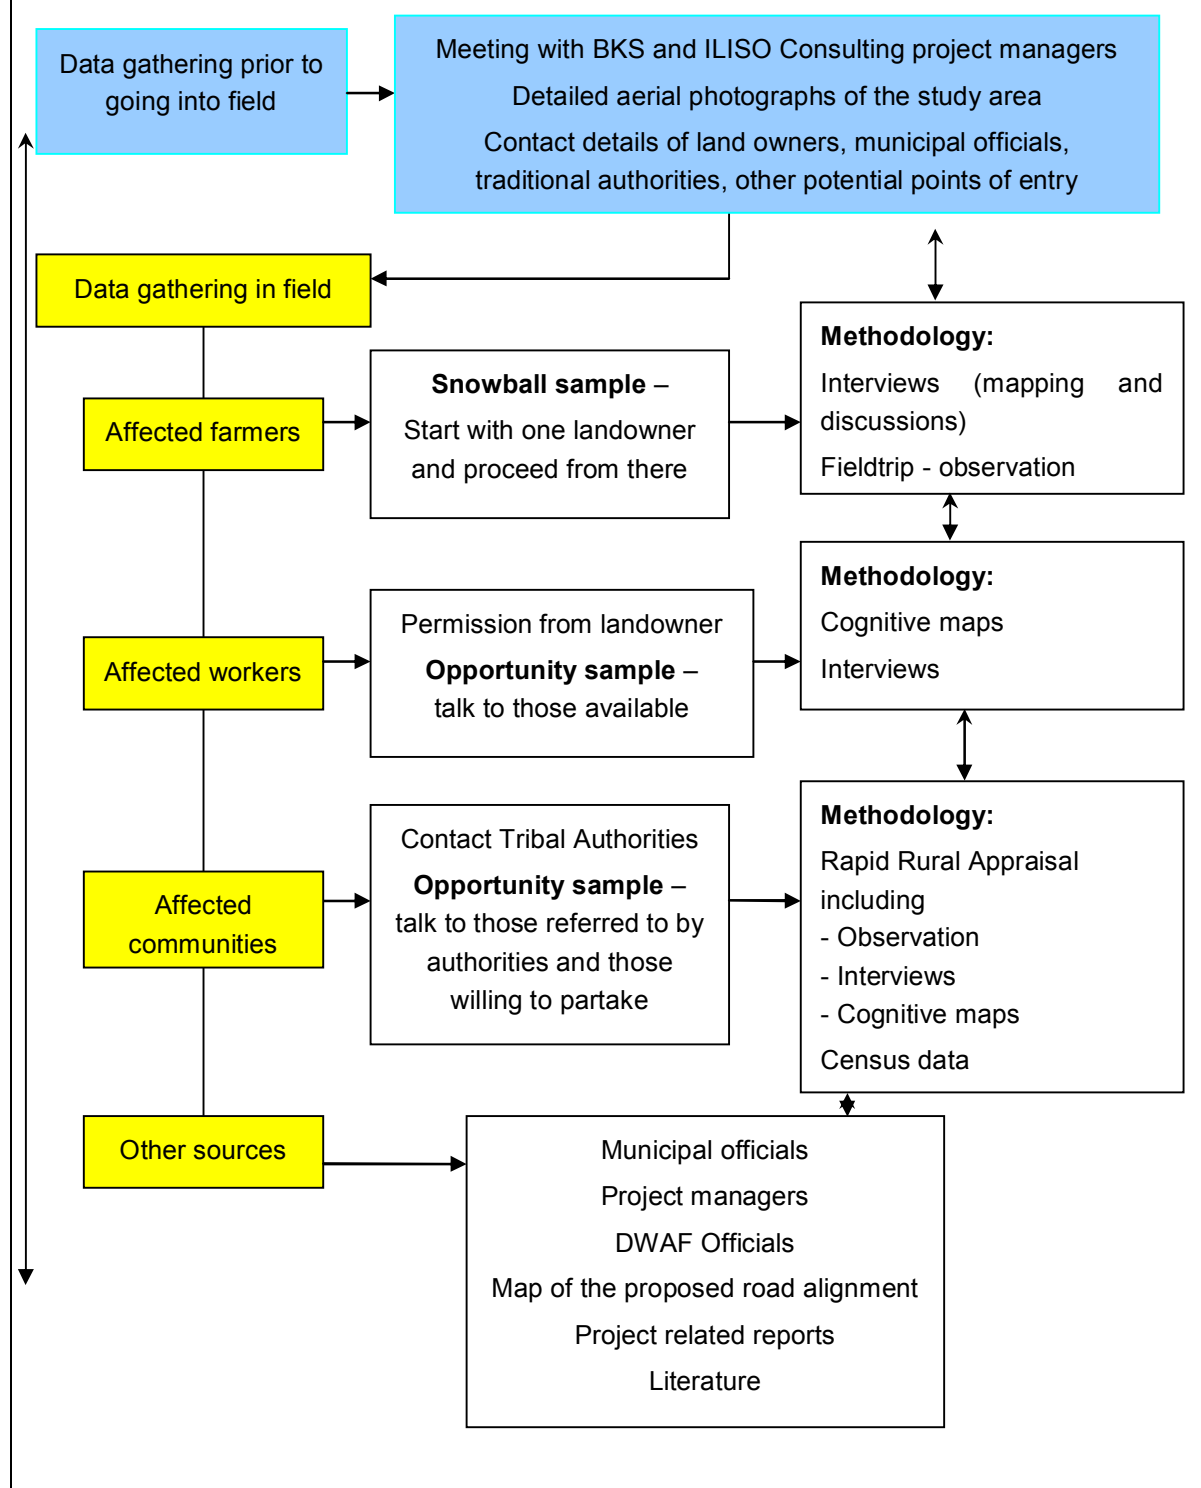 Data gathering prior to
going into field
Meeting with BKS and ILISO Consulting project managers
Detailed aerial photographs of the study area
Contact details of land owners, municipal officials,
traditional authorities, other potential points of entry
Data gathering in field
Affected farmers
Snowball sample –
Start with one landowner
and proceed from there
Methodology:
Interviews (mapping and
discussions)
Fieldtrip - observation
Affected workers
Permission from landowner
Opportunity sample –
talk to those available
Methodology:
Cognitive maps
Interviews
Affected
communities
Contact Tribal Authorities
Opportunity sample –
talk to those referred to by
authorities and those
willing to partake
Methodology:
Rapid Rural Appraisal
including
- Observation
- Interviews
- Cognitive maps
Census data
Other sources
Municipal officials
Project managers
DWAF Officials
Map of the proposed road alignment
Project related reports
Literature